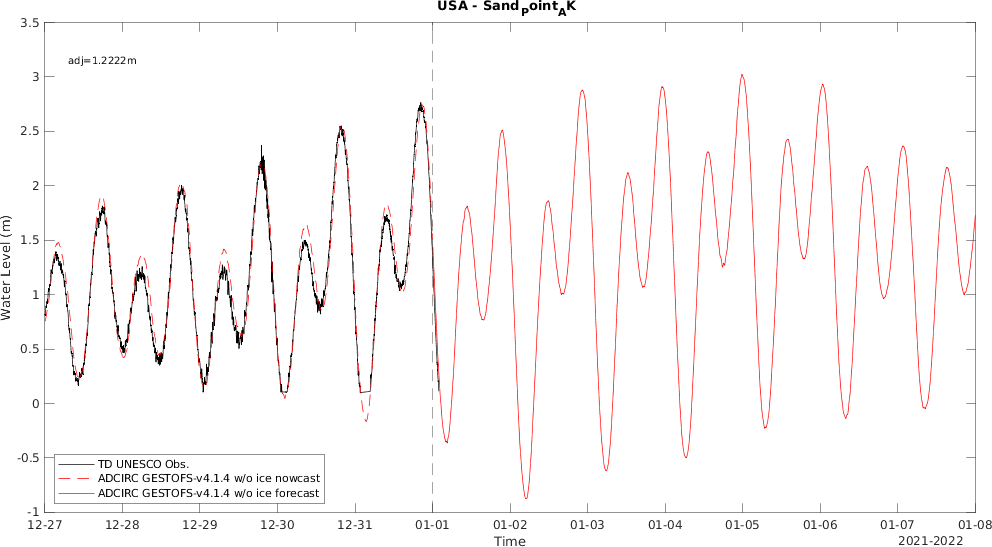 USA - SandPointAK
adj=1.2222m
Water Level (m)
3.5
3
2.5
2
1.5
1
0.5
0
-0.5
-1
TD UNESCO Obs.
ADCIRC GESTOFS-v4.1.4 w/o ice nowcast
ADCIRC GESTOFS-v4.1.4 w/o ice forecast
12-27 12-28 12-29 12-30 12-31 01-01 01-02 01-03 01-04 01-05 01-06 01-07 01-08
Time
2021-2022